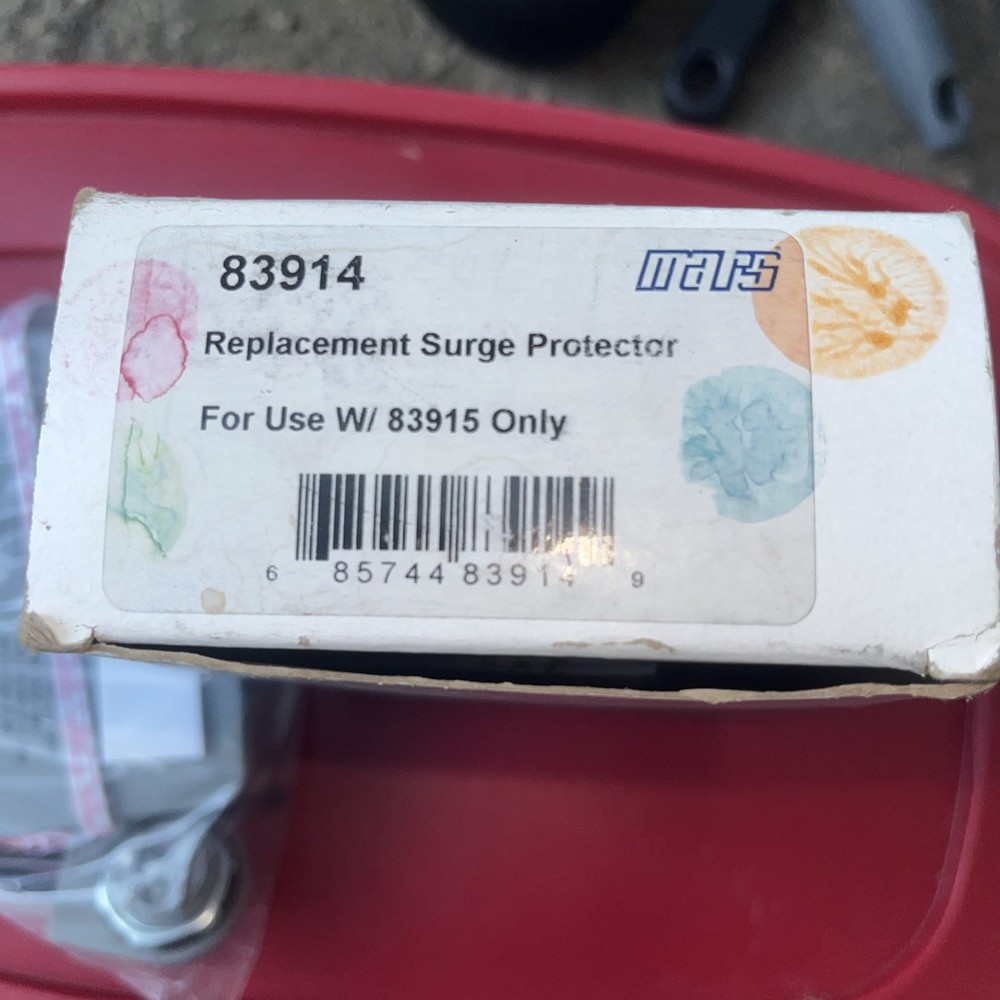 83914
mars
Replacement Surge Protector
For Use W/ 83915 Only
6 85744 83914 9